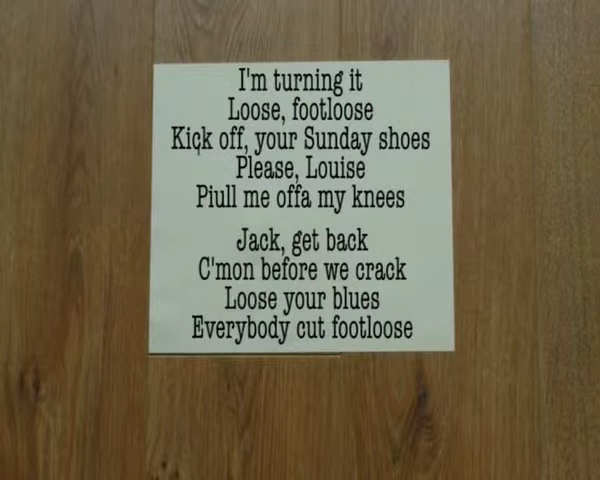 I'm turning it
Loose, footloose
Kick off, your Sunday shoes
Please, Louise
Piull me offa my knees
Jack, get back
C'mon before we crack
Loose your blues
Everybody cut footloose